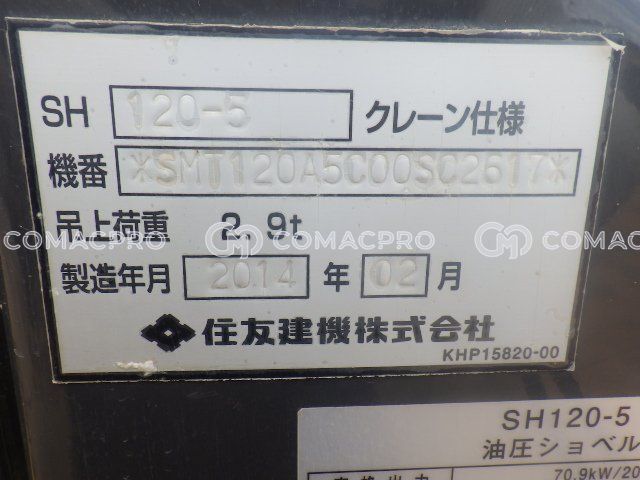 SH 120-5 クレーン仕様
機番 *SMT120A5C00SC2617*
吊上荷重 2.9t
COMACPRO COMACPRO COMACPRO
製造年月 2014 年 02 月
住友建機株式会社
KHP15820-00
SH120-5
油圧ショベル
70.9kW/20